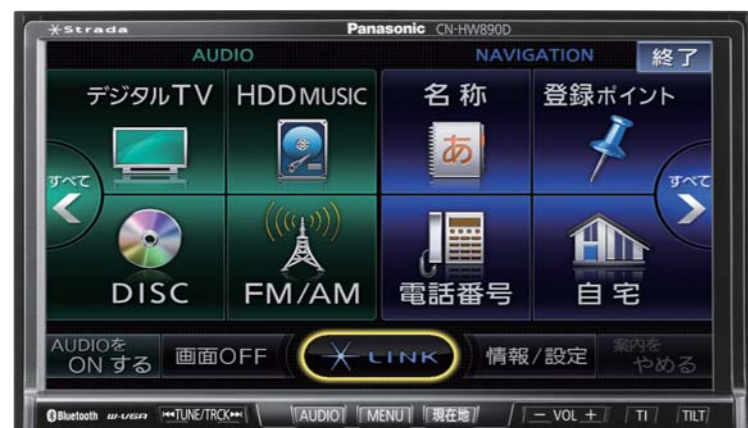 Strada Panasonic CN-HW890D
AUDIO NAVIGATION 終了
デジタルTV HDD MUSIC 名称 登録ポイント
あ
すべて すべて
DISC FM/AM 電話番号 自宅
AUDIOを
ON する 画面OFF LINK 情報/設定 案内を
やめる
Bluetooth W-VGA TUNE/TRCK AUDIO MENU 現在地 − VOL + TI TILT